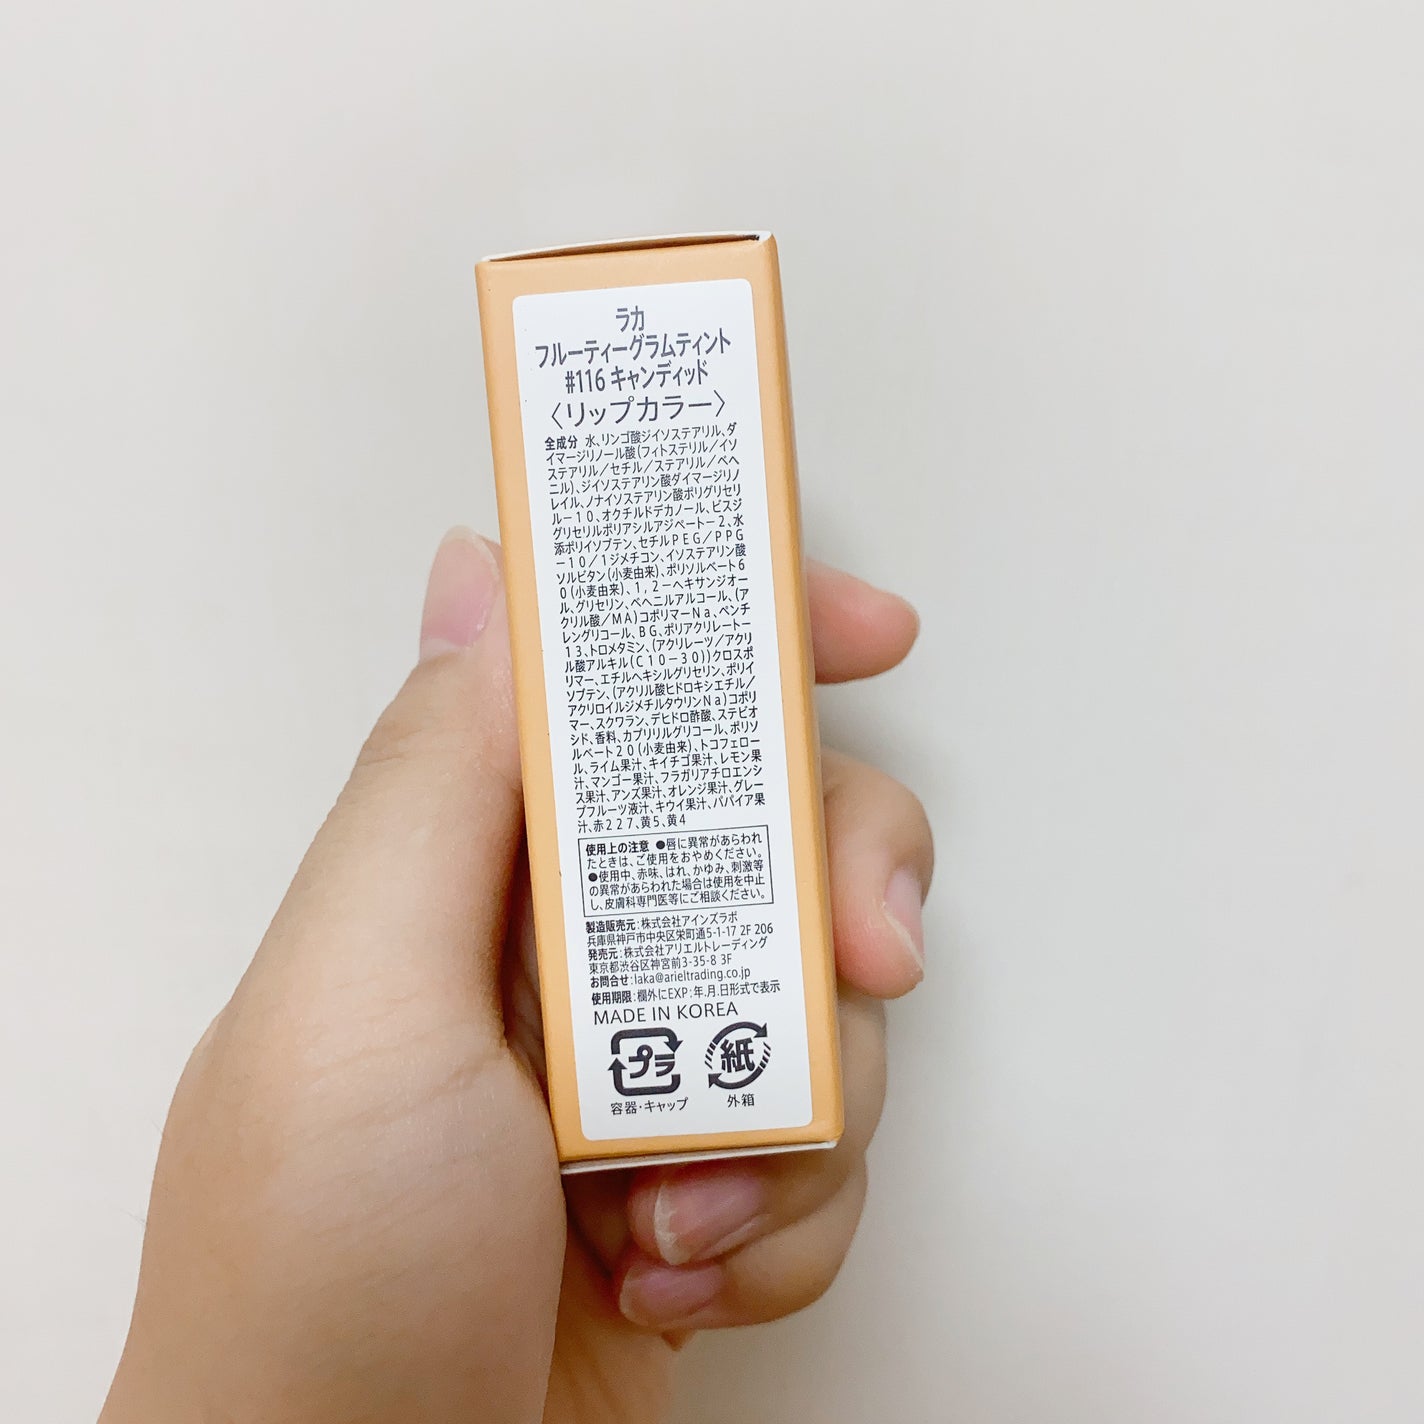 ラカ
フルーティーグラムティント
#116 キャンディッド
〈リップカラー〉
全成分 水、リンゴ酸ジイソステアリル、ダ
イマージリノール酸(フィトステリル/イソ
ステアリル/セチル/ステアリル/ベヘ
ニル)、ジイソステアリン酸ダイマージリノ
レイル、ノナイソステアリン酸ポリグリセリ
ル-10、オクチルドデカノール、ビスジ
グリセリルポリアシルアジペート-2、水
添ポリイソブテン、セチルPEG/PPG
-10/1ジメチコン、イソステアリン酸
ソルビタン(小麦由来)、ポリソルベート6
0(小麦由来)、1,2-ヘキサンジオー
ル、グリセリン、ベヘニルアルコール、(ア
クリル酸/MA)コポリマーNa、ペンチ
レングリコール、BG、ポリアクリレート-
13、トロメタミン、(アクリレーツ/アクリ
ル酸アルキル(C10-30))クロスポ
リマー、エチルヘキシルグリセリン、ポリイ
ソブテン、(アクリル酸ヒドロキシエチル/
アクリロイルジメチルタウリンNa)コポリ
マー、スクワラン、デヒドロ酢酸、ステビオ
シド、香料、カプリリルグリコール、ポリソ
ルベート20(小麦由来)、トコフェロー
ル、ライム果汁、キイチゴ果汁、レモン果
汁、マンゴー果汁、フラガリアチロエンシ
ス果汁、アンズ果汁、オレンジ果汁、グレー
プフルーツ液汁、キウイ果汁、パパイア果
汁、赤227、黄5、黄4
使用上の注意 ●唇に異常があらわれ
たときは、ご使用をおやめください。
●使用中、赤味、はれ、かゆみ、刺激等
の異常があらわれた場合は使用を中止
し、皮膚科専門医等にご相談ください。
製造販売元:株式会社アインズラボ
兵庫県神戸市中央区栄町通5-1-17 2F 206
発売元:株式会社アリエルトレーディング
東京都渋谷区神宮前3-35-8 3F
お問合せ:laka@arieltrading.co.jp
使用期限:欄外にEXP:年.月.日形式で表示
MADE IN KOREA
プラ 紙
容器・キャップ 外箱